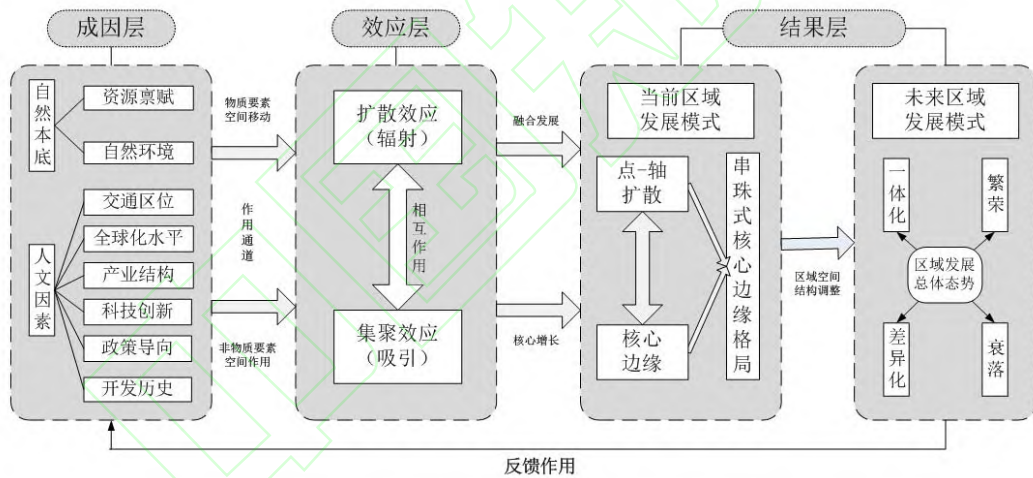 成因层
效应层
结果层
自然本底
资源禀赋
自然环境
人文因素
交通区位
全球化水平
产业结构
科技创新
政策导向
开发历史
物质要素
空间移动
作用通道
非物质要素
空间作用
扩散效应
（辐射）
相互作用
集聚效应
（吸引）
融合发展
核心增长
当前区域
发展模式
点-轴
扩散
核心
边缘
串珠式核心边缘格局
区域空间
结构调整
未来区域
发展模式
一体化
繁荣
区域发展
总体态势
差异化
衰落
反馈作用